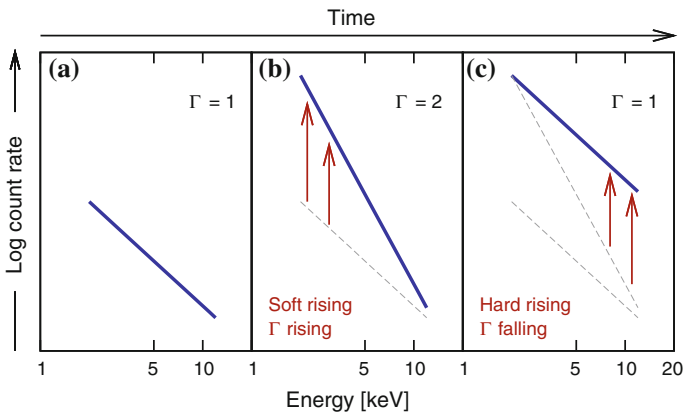 Time
Log count rate
(a)
Γ = 1
(b)
Γ = 2
Soft rising
Γ rising
(c)
Γ = 1
Hard rising
Γ falling
1 5 10 1 5 10 1 5 10 20
Energy [keV]